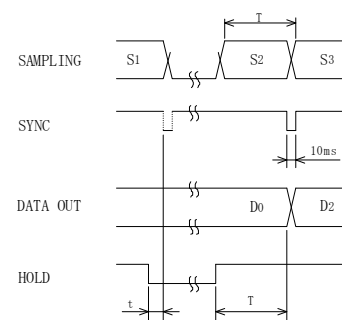 T
SAMPLING S1 S2 S3
SYNC
10ms
DATA OUT D0 D2
HOLD
t T